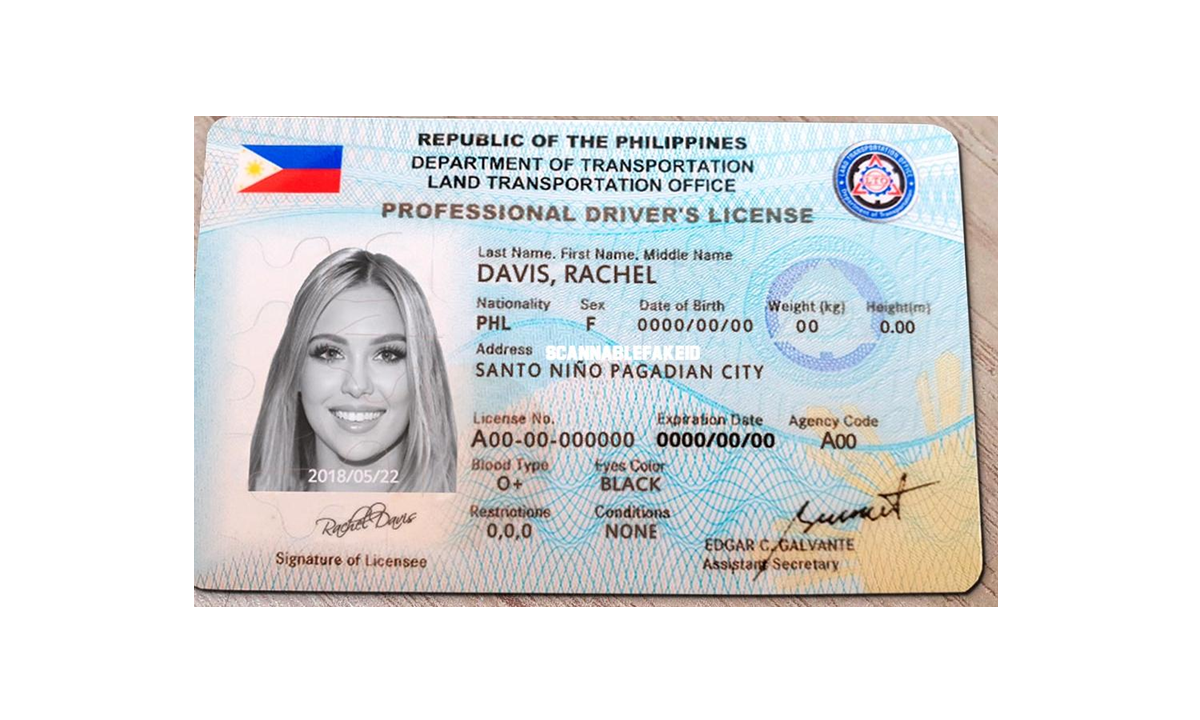 REPUBLIC OF THE PHILIPPINES
DEPARTMENT OF TRANSPORTATION
LAND TRANSPORTATION OFFICE
PROFESSIONAL DRIVER'S LICENSE
LAND TRANSPORTATION OFFICE
LTO
Department of Transportation
Last Name. First Name. Middle Name
DAVIS, RACHEL
Nationality Sex Date of Birth Weight (kg) Height(m)
PHL F 0000/00/00 00 0.00
Address SCANNABLEFAKEID
SANTO NIÑO PAGADIAN CITY
License No. Expiration Date Agency Code
A00-00-000000 0000/00/00 A00
Blood Type Eyes Color
O+ BLACK
Restrictions Conditions
0,0,0 NONE
2018/05/22
Rachel Davis
Signature of Licensee
EDGAR C. GALVANTE
Assistant Secretary